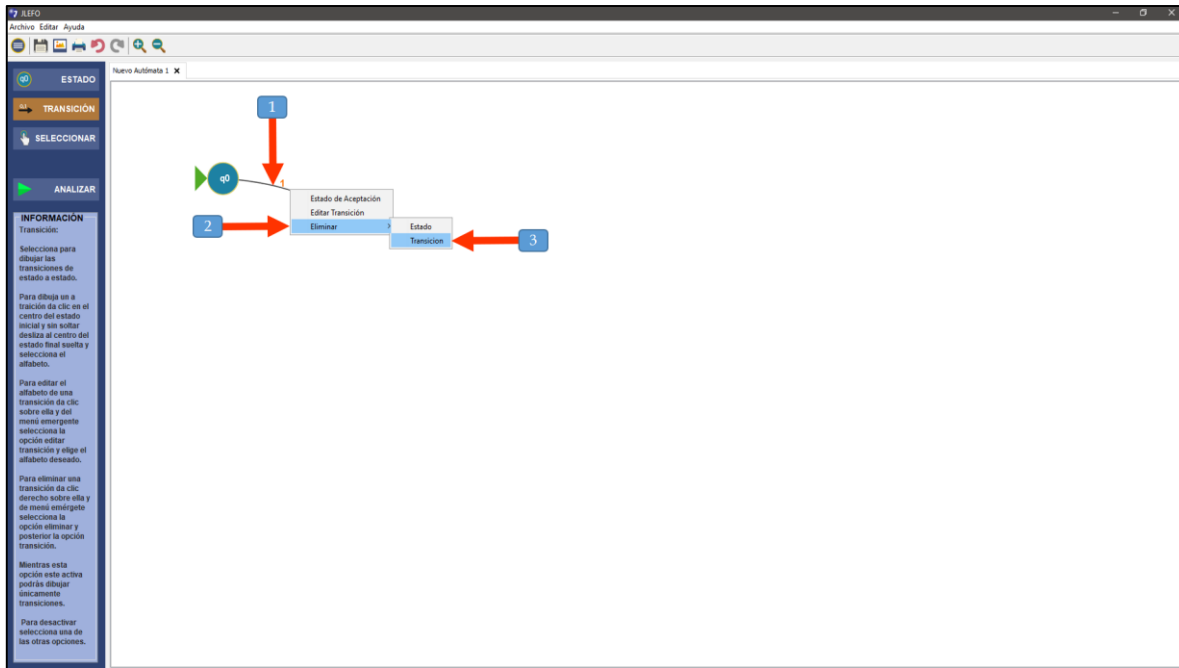 JLEFO
Archivo Editar Ayuda
Nuevo Autómata 1
q0 ESTADO
TRANSICIÓN
SELECCIONAR
ANALIZAR
INFORMACIÓN
Transición:
Selecciona para
dibujar las
transiciones de
estado a estado.
Para dibuja un a
traición da clic en el
centro del estado
inicial y sin soltar
desliza al centro del
estado final suelta y
selecciona el
alfabeto.
Para editar el
alfabeto de una
transición da clic
sobre ella y del
menú emergente
selecciona la
opción editar
transición y elige el
alfabeto deseado.
Para eliminar una
transición da clic
derecho sobre ella y
de menú emérgete
selecciona la
opción eliminar y
posterior la opción
transición.
Mientras esta
opción este activa
podrás dibujar
únicamente
transiciones.
Para desactivar
selecciona una de
las otras opciones.
1
q0
1
Estado de Aceptación
Editar Transición
2
Eliminar
Estado
Transicion
3